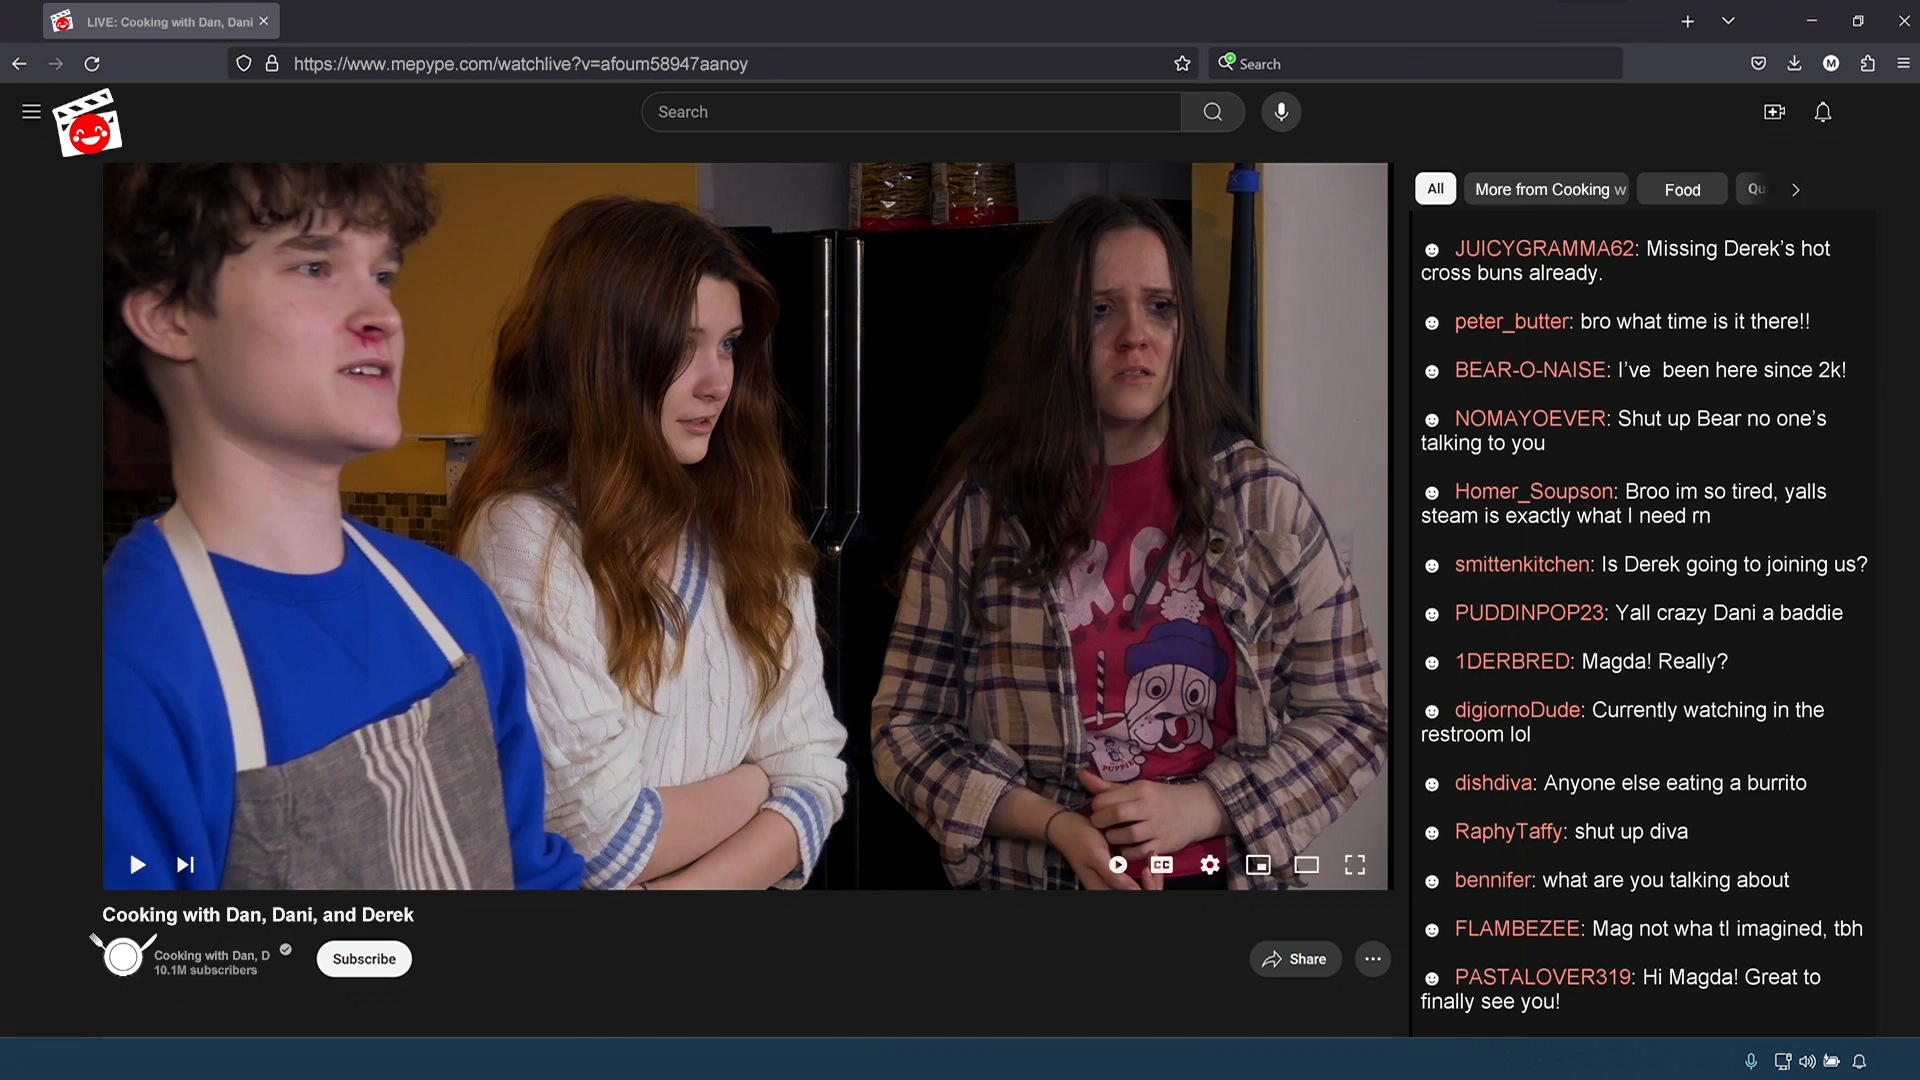 LIVE: Cooking with Dan, Dani
https://www.mepype.com/watchlive?v=afoum58947aanoy
Search
M
Search
All
More from Cooking w
Food
Qu
JUICYGRAMMA62: Missing Derek’s hot
cross buns already.
peter_butter: bro what time is it there!!
BEAR-O-NAISE: I’ve been here since 2k!
NOMAYOEVER: Shut up Bear no one’s
talking to you
Homer_Soupson: Broo im so tired, yalls
steam is exactly what I need rn
smittenkitchen: Is Derek going to joining us?
PUDDINPOP23: Yall crazy Dani a baddie
1DERBRED: Magda! Really?
digiornoDude: Currently watching in the
restroom lol
dishdiva: Anyone else eating a burrito
RaphyTaffy: shut up diva
bennifer: what are you talking about
FLAMBEZEE: Mag not wha tI imagined, tbh
PASTALOVER319: Hi Magda! Great to
finally see you!
PUPPIE
CC
Cooking with Dan, Dani, and Derek
Cooking with Dan, D
10.1M subscribers
Subscribe
Share